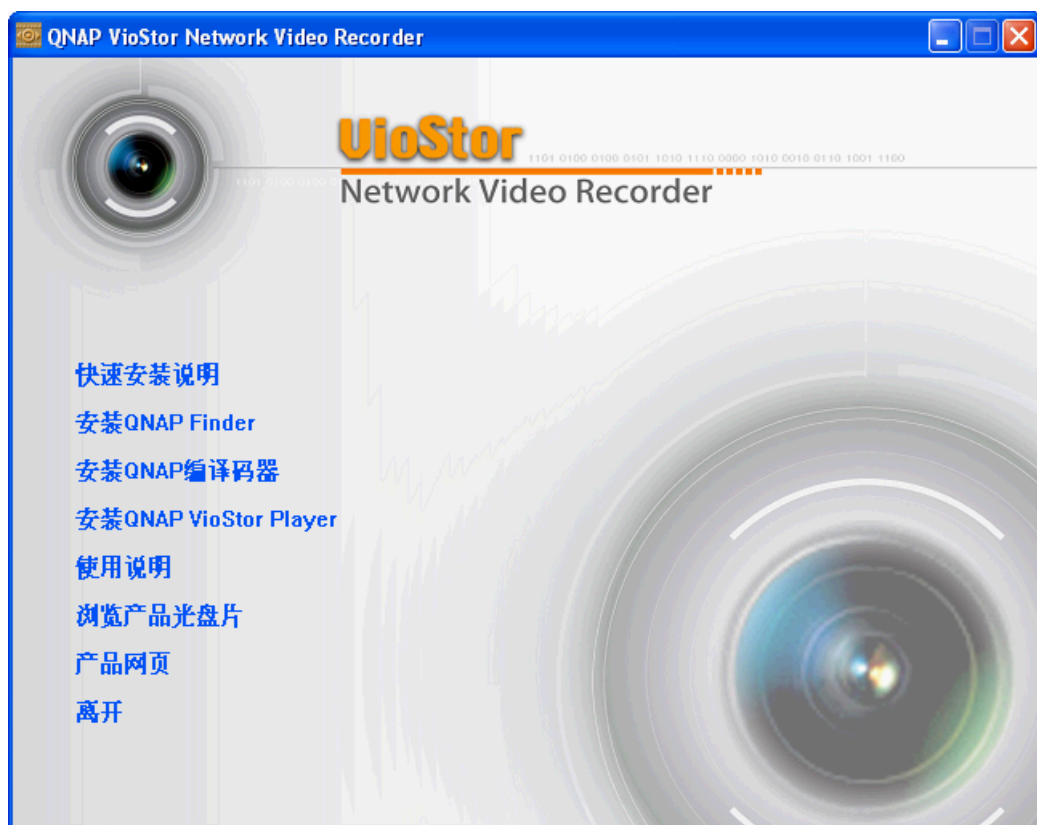 QNAP VioStor Network Video Recorder
VioStor
1101 0100 0100 0101 1010 1110 0000 1010 0010 0110 1001 1100
Network Video Recorder
快速安装说明
安装QNAP Finder
安装QNAP编译码器
安装QNAP VioStor Player
使用说明
浏览产品光盘片
产品网页
离开